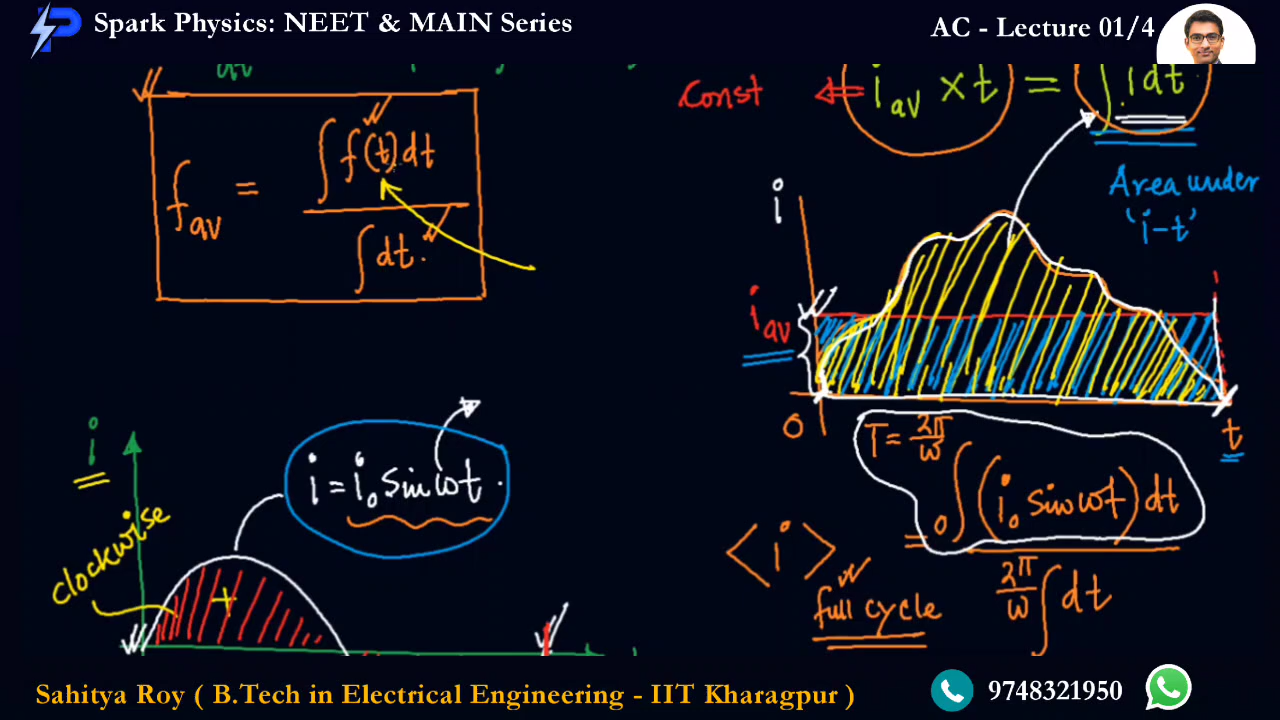 Spark Physics: NEET & MAIN Series
AC - Lecture 01/4
av
f_av = ∫f(t)dt / ∫dt.
Const ⇐ i_av × t = ∫idt
Area under
'i-t'
i
i_av
0
t
i
i = i₀ sin ωt.
clockwise
+
T = 2π/ω
∫₀ (i₀ sin ωt) dt
<i>
full cycle
2π/ω ∫ dt
Sahitya Roy ( B.Tech in Electrical Engineering - IIT Kharagpur )
9748321950